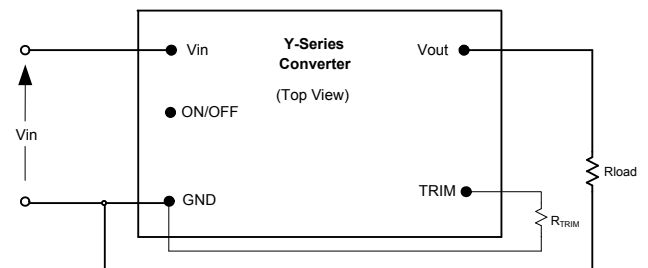 Y-Series
Converter
(Top View)
Vin
Vout
ON/OFF
Vin
GND
TRIM
Rload
RTRIM